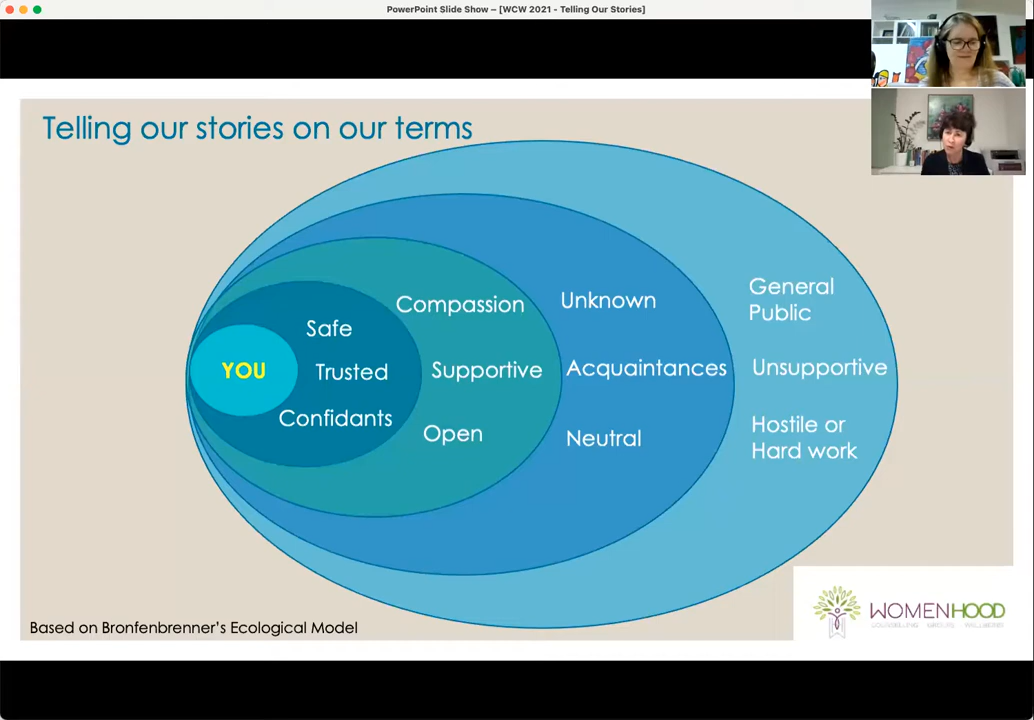 PowerPoint Slide Show – [WCW 2021 - Telling Our Stories]
Telling our stories on our terms
YOU
Safe
Trusted
Confidants
Compassion
Supportive
Open
Unknown
Acquaintances
Neutral
General
Public
Unsupportive
Hostile or
Hard work
Based on Bronfenbrenner's Ecological Model
WOMENHOOD